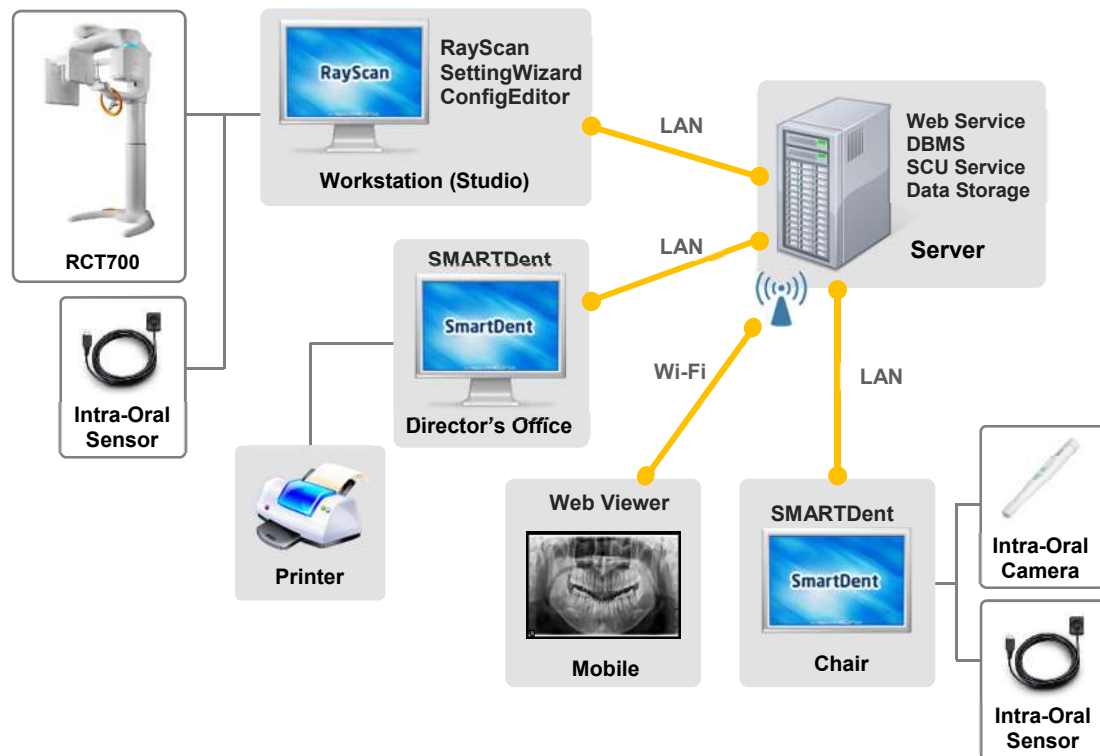 RayScan
RayScan
SettingWizard
ConfigEditor
Workstation (Studio)
RCT700
LAN
Web Service
DBMS
SCU Service
Data Storage
Server
SMARTDent
SmartDent
Director's Office
LAN
Intra-Oral
Sensor
Printer
Wi-Fi
LAN
Web Viewer
Mobile
SMARTDent
SmartDent
Chair
Intra-Oral
Camera
Intra-Oral
Sensor